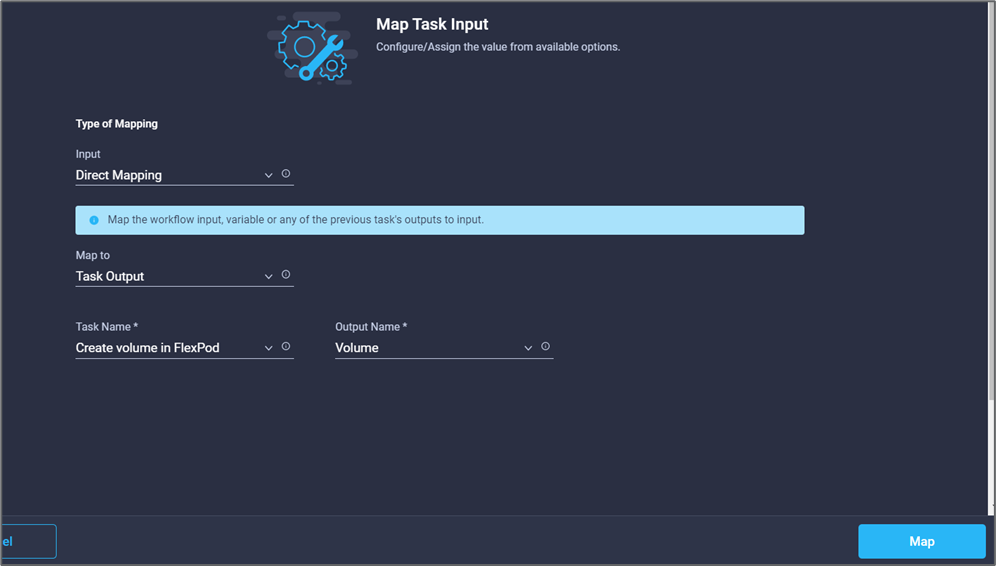 Map Task Input
Configure/Assign the value from available options.
Type of Mapping
Input
Direct Mapping
Map the workflow input, variable or any of the previous task's outputs to input.
Map to
Task Output
Task Name *
Output Name *
Create volume in FlexPod
Volume
el
Map